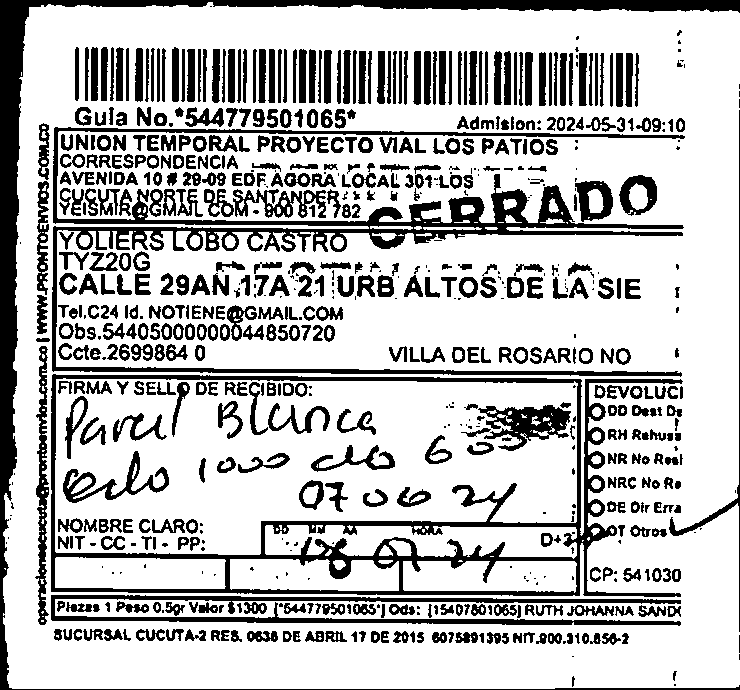 Guia No.*544779501065*
Admision: 2024-05-31-09:10
UNION TEMPORAL PROYECTO VIAL LOS PATIOS
CORRESPONDENCIA
AVENIDA 10 # 29-09 EDF AGORA LOCAL 301 LOS
CUCUTA NORTE DE SANTANDER
YEISMIR@GMAIL COM - 900 812 782
CERRADO
YOLIERS LOBO CASTRO
TYZ20G
CALLE 29AN 17A 21 URB ALTOS DE LA SIE
Tel.C24 Id. NOTIENE@GMAIL.COM
Obs.54405000000044850720
Ccte.2699864 0
VILLA DEL ROSARIO NO
FIRMA Y SELLO DE RECIBIDO:
Pared Blanca
1000 600
07 06 24
NOMBRE CLARO:
NIT - CC - TI - PP:
DD MM AA HORA
07 24
D+2
DEVOLUCI
DD Dest De
RH Rehusa
NR No Resi
NRC No Re
DE Dir Erra
OT Otros
CP: 541030
Piezas 1 Peso 0.5gr Valor $1300 [*544779501065*] Ods: [15407801065] RUTH JOHANNA SAND
SUCURSAL CUCUTA-2 RES. 0636 DE ABRIL 17 DE 2015 6075891395 NIT.900.310.856-2
operacionescucuta@prontoenvios.com.co | WWW.PRONTOENVIOS.COM.CO